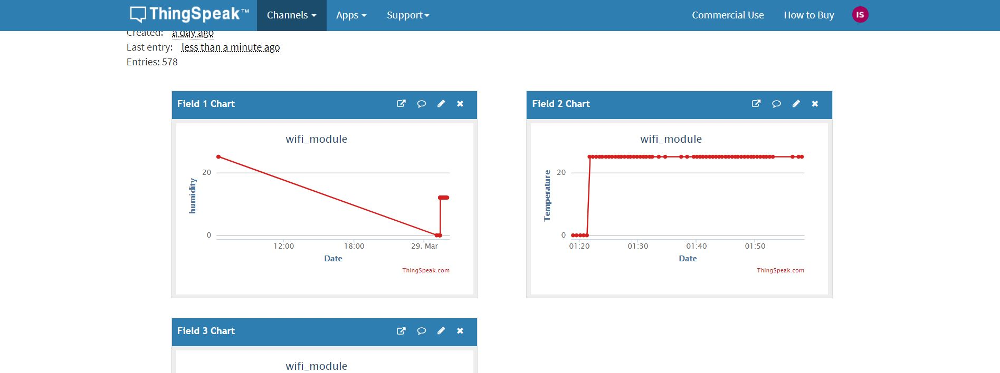 ThingSpeak™ Channels Apps Support Commercial Use How to Buy IS
Created: a day ago
Last entry: less than a minute ago
Entries: 578
Field 1 Chart
wifi_module
humidity
20
0
12:00 18:00 29. Mar
Date
ThingSpeak.com
Field 2 Chart
wifi_module
Temperature
20
0
01:20 01:30 01:40 01:50
Date
ThingSpeak.com
Field 3 Chart
wifi_module